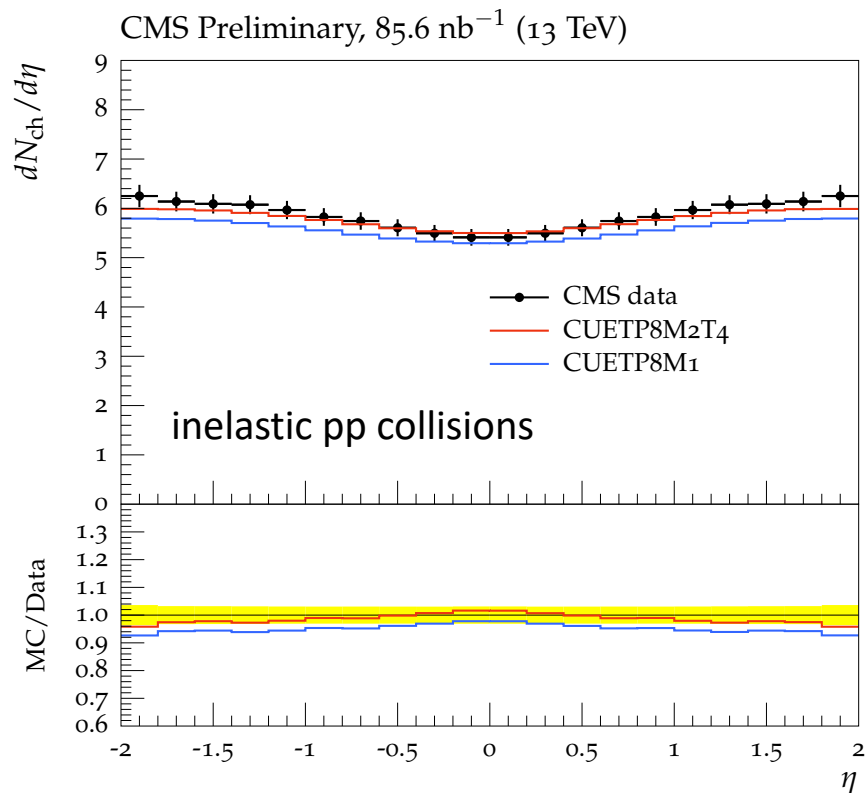 CMS Preliminary, 85.6 nb⁻¹ (13 TeV)
dN_ch/dη
9
8
7
6
5
4
3
2
1
0
CMS data
CUETP8M2T4
CUETP8M1
inelastic pp collisions
MC/Data
1.3
1.2
1.1
1.0
0.9
0.8
0.7
0.6
-2 -1.5 -1 -0.5 0 0.5 1 1.5 2
η